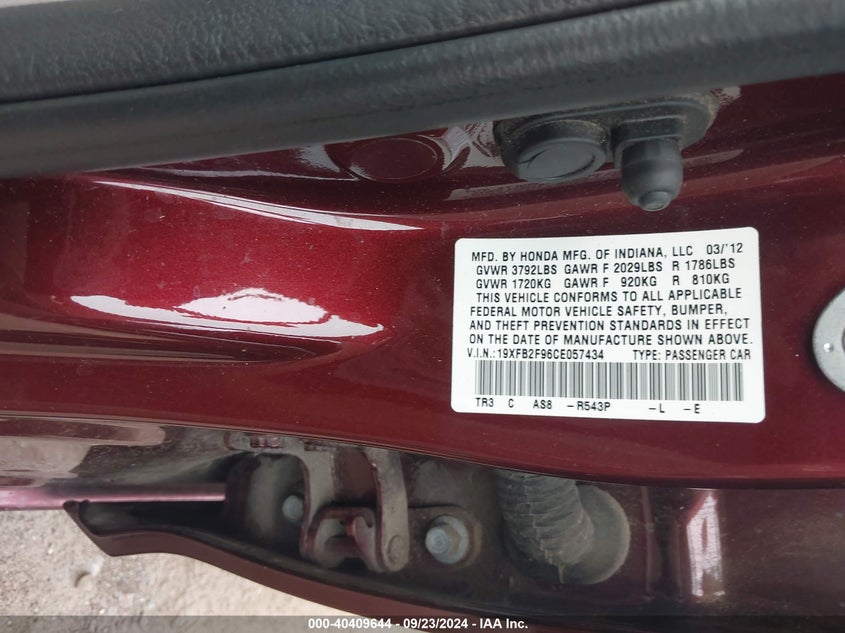 MFD. BY HONDA MFG. OF INDIANA, LLC 03/'12
GVWR 3792LBS GAWR F 2029LBS R 1786LBS
GVWR 1720KG GAWR F 920KG R 810KG
THIS VEHICLE CONFORMS TO ALL APPLICABLE
FEDERAL MOTOR VEHICLE SAFETY, BUMPER,
AND THEFT PREVENTION STANDARDS IN EFFECT
ON THE DATE OF MANUFACTURE SHOWN ABOVE.
V.I.N.: 19XFB2F96CE057434 TYPE: PASSENGER CAR
TR3 C AS8 -R543P -L -E
000-40409644 - 09/23/2024 - IAA Inc.